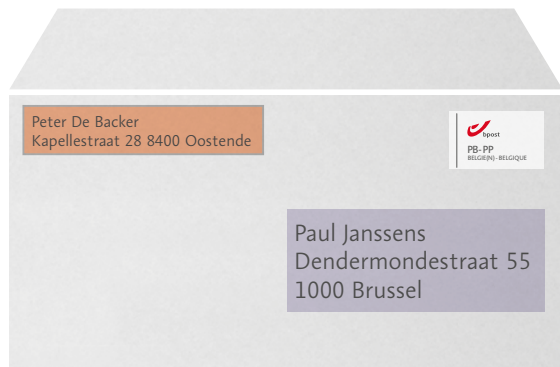 Peter De Backer
Kapellestraat 28 8400 Oostende
bpost
PB-PP
BELGIE(N)-BELGIQUE
Paul Janssens
Dendermondestraat 55
1000 Brussel